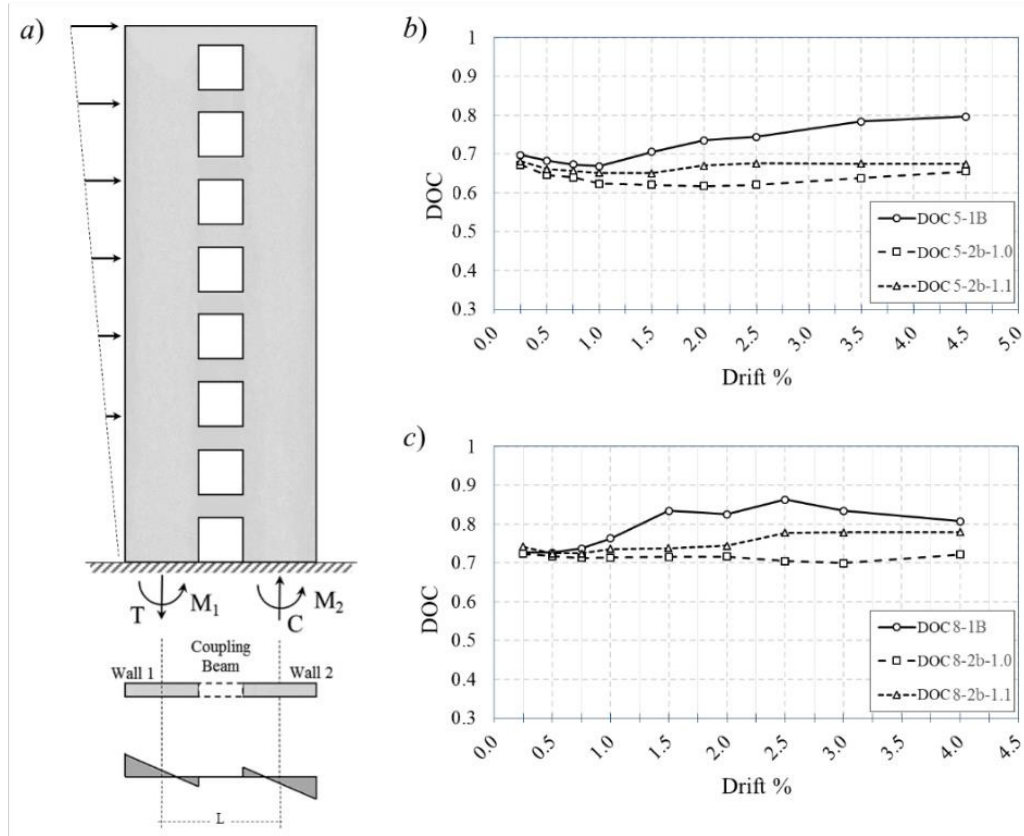 a)
T
M1
C
M2
Coupling
Beam
Wall 1
Wall 2
L
b)
1
0.9
0.8
0.7
0.6
0.5
0.4
0.3
DOC
DOC 5-1B
DOC 5-2b-1.0
DOC 5-2b-1.1
0.0
0.5
1.0
1.5
2.0
2.5
3.0
3.5
4.0
4.5
5.0
Drift %
c)
1
0.9
0.8
0.7
0.6
0.5
0.4
0.3
DOC
DOC 8-1B
DOC 8-2b-1.0
DOC 8-2b-1.1
0.0
0.5
1.0
1.5
2.0
2.5
3.0
3.5
4.0
4.5
Drift %